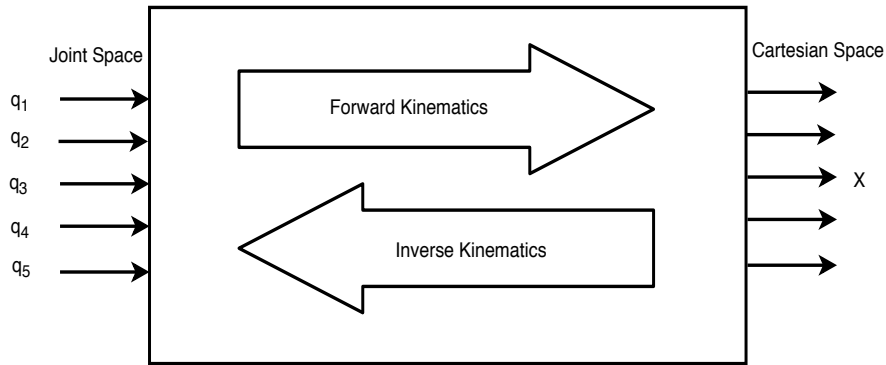 Joint Space
Cartesian Space
q1
q2
q3
q4
q5
Forward Kinematics
Inverse Kinematics
X